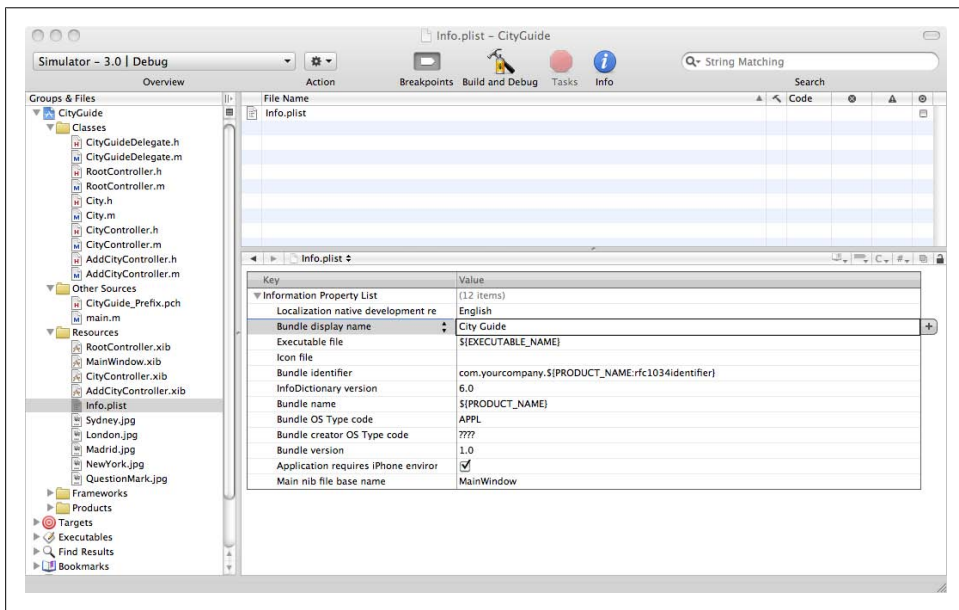 Info.plist – CityGuide
Simulator – 3.0 | Debug
String Matching
Overview
Action
Breakpoints
Build and Debug
Tasks
Info
Search
Groups & Files
CityGuide
Classes
CityGuideDelegate.h
CityGuideDelegate.m
RootController.h
RootController.m
City.h
City.m
CityController.h
CityController.m
AddCityController.h
AddCityController.m
Other Sources
CityGuide_Prefix.pch
main.m
Resources
RootController.xib
MainWindow.xib
CityController.xib
AddCityController.xib
Info.plist
Sydney.jpg
London.jpg
Madrid.jpg
NewYork.jpg
QuestionMark.jpg
Frameworks
Products
Targets
Executables
Find Results
Bookmarks
File Name Code
Info.plist
Info.plist C #
Key Value
Information Property List (12 items)
Localization native development re English
Bundle display name City Guide
Executable file ${EXECUTABLE_NAME}
Icon file
Bundle identifier com.yourcompany.${PRODUCT_NAME:rfc1034identifier}
InfoDictionary version 6.0
Bundle name ${PRODUCT_NAME}
Bundle OS Type code APPL
Bundle creator OS Type code ????
Bundle version 1.0
Application requires iPhone enviror
Main nib file base name MainWindow